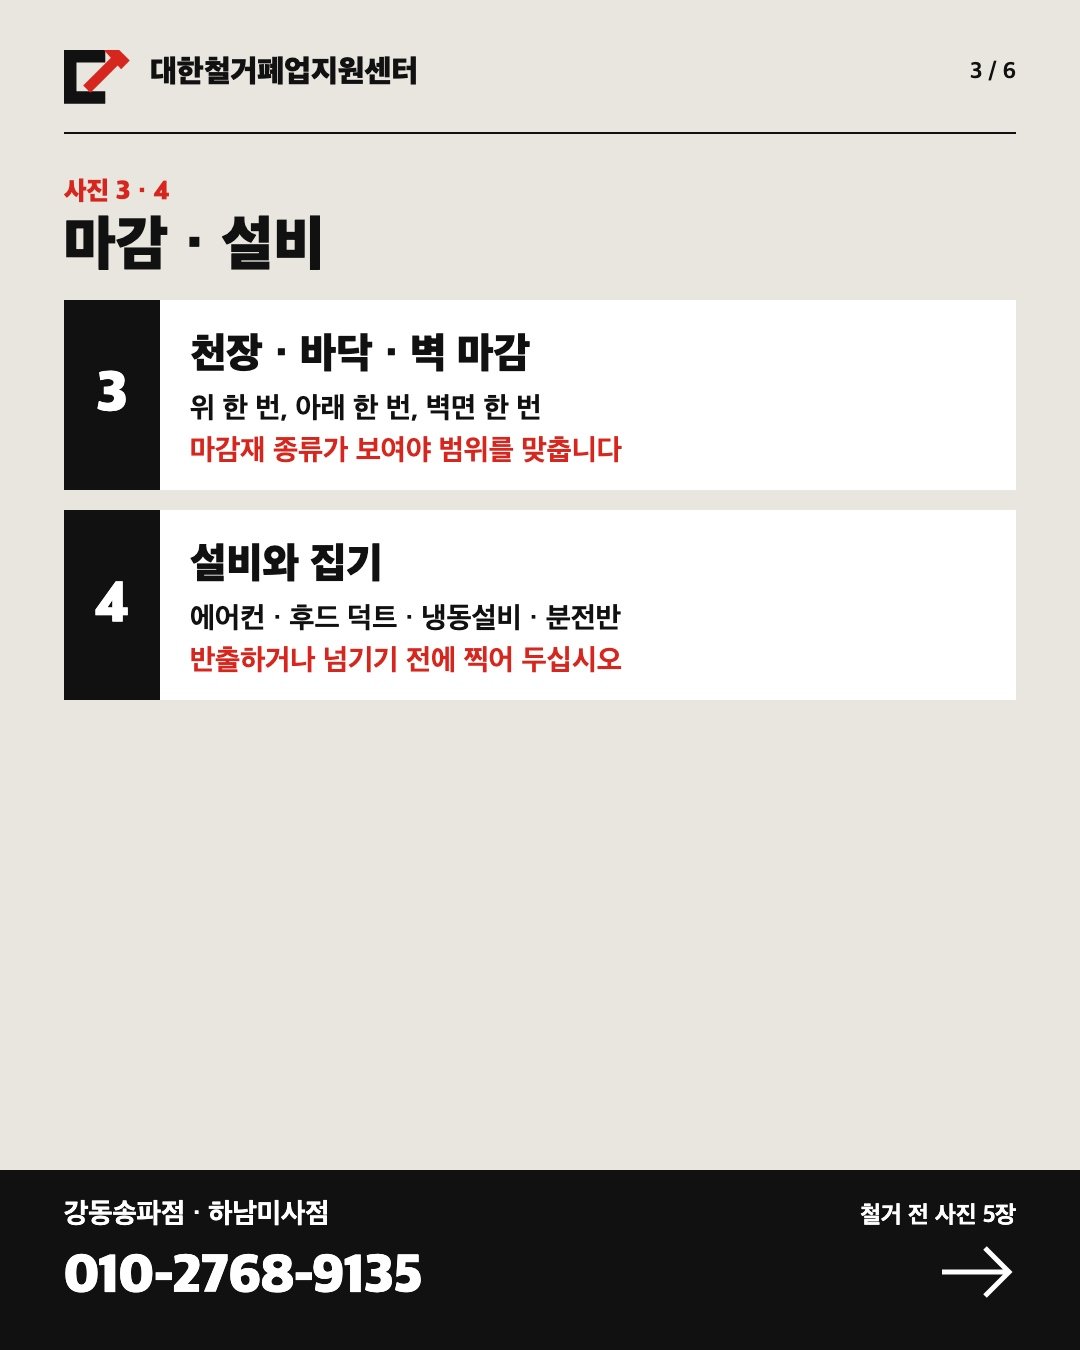 대한철거폐업지원센터
3 / 6
사진 3 · 4
마감 · 설비
3
천장 · 바닥 · 벽 마감
위 한 번, 아래 한 번, 벽면 한 번
마감재 종류가 보여야 범위를 맞춥니다
4
설비와 집기
에어컨 · 후드 덕트 · 냉동설비 · 분전반
반출하거나 넘기기 전에 찍어 두십시오
강동송파점 · 하남미사점
철거 전 사진 5장
010-2768-9135